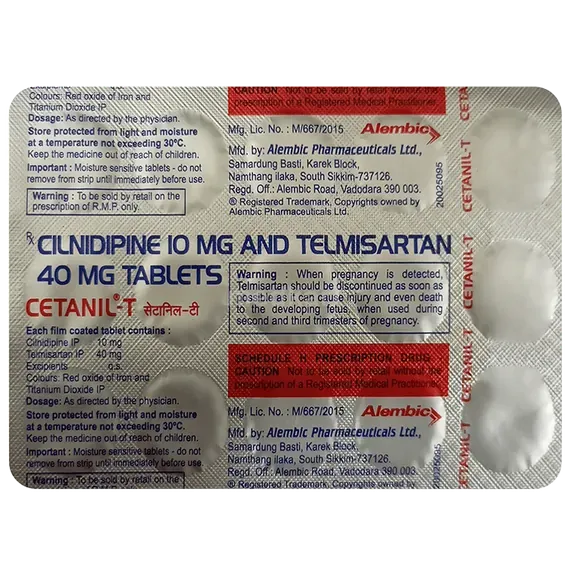 Colours: Red oxide of Iron and
Titanium Dioxide IP
Dosage: As directed by the physician.
Store protected from light and moisture
at a temperature not exceeding 30°C.
Keep the medicine out of reach of children.
Important : Moisture sensitive tablets - do not
remove from strip until immediately before use.
Warning : To be sold by retail on the
prescription of R.M.P. only.
CAUTION Not to be sold by retail without the
prescription of a Registered Medical Practitioner.
Mfg. Lic. No. : M/667/2015
Alembic
Mfd. by: Alembic Pharmaceuticals Ltd.,
Samardung Basti, Karek Block,
Namthang ilaka, South Sikkim-737126.
Regd. Off.: Alembic Road, Vadodara 390 003.
® Registered Trademark, Copyrights owned by
Alembic Pharmaceuticals Ltd.
20025095
CETANIL-T
Rx CILNIDIPINE 10 MG AND TELMISARTAN
40 MG TABLETS
CETANIL®-T सेटानिल-टी
Warning : When pregnancy is detected,
Telmisartan should be discontinued as soon as
possible as it can cause injury and even death
to the developing fetus, when used during
second and third trimesters of pregnancy.
CETANIL-T
Each film coated tablet contains :
Cilnidipine IP 10 mg
Telmisartan IP 40 mg
Excipients q.s.
Colours: Red oxide of Iron and
Titanium Dioxide IP
Dosage: As directed by the physician.
Store protected from light and moisture
at a temperature not exceeding 30°C.
Keep the medicine out of reach of children.
Important : Moisture sensitive tablets - do not
remove from strip until immediately before use.
Warning : To be sold by retail on the
SCHEDULE H PRESCRIPTION DRUG
CAUTION Not to be sold by retail without the
prescription of a Registered Medical Practitioner.
Mfg. Lic. No. : M/667/2015
Alembic
Mfd. by: Alembic Pharmaceuticals Ltd.,
Samardung Basti, Karek Block,
Namthang ilaka, South Sikkim-737126.
Regd. Off.: Alembic Road, Vadodara 390 003.
® Registered Trademark, Copyrights owned by
20025095
CETANIL-T